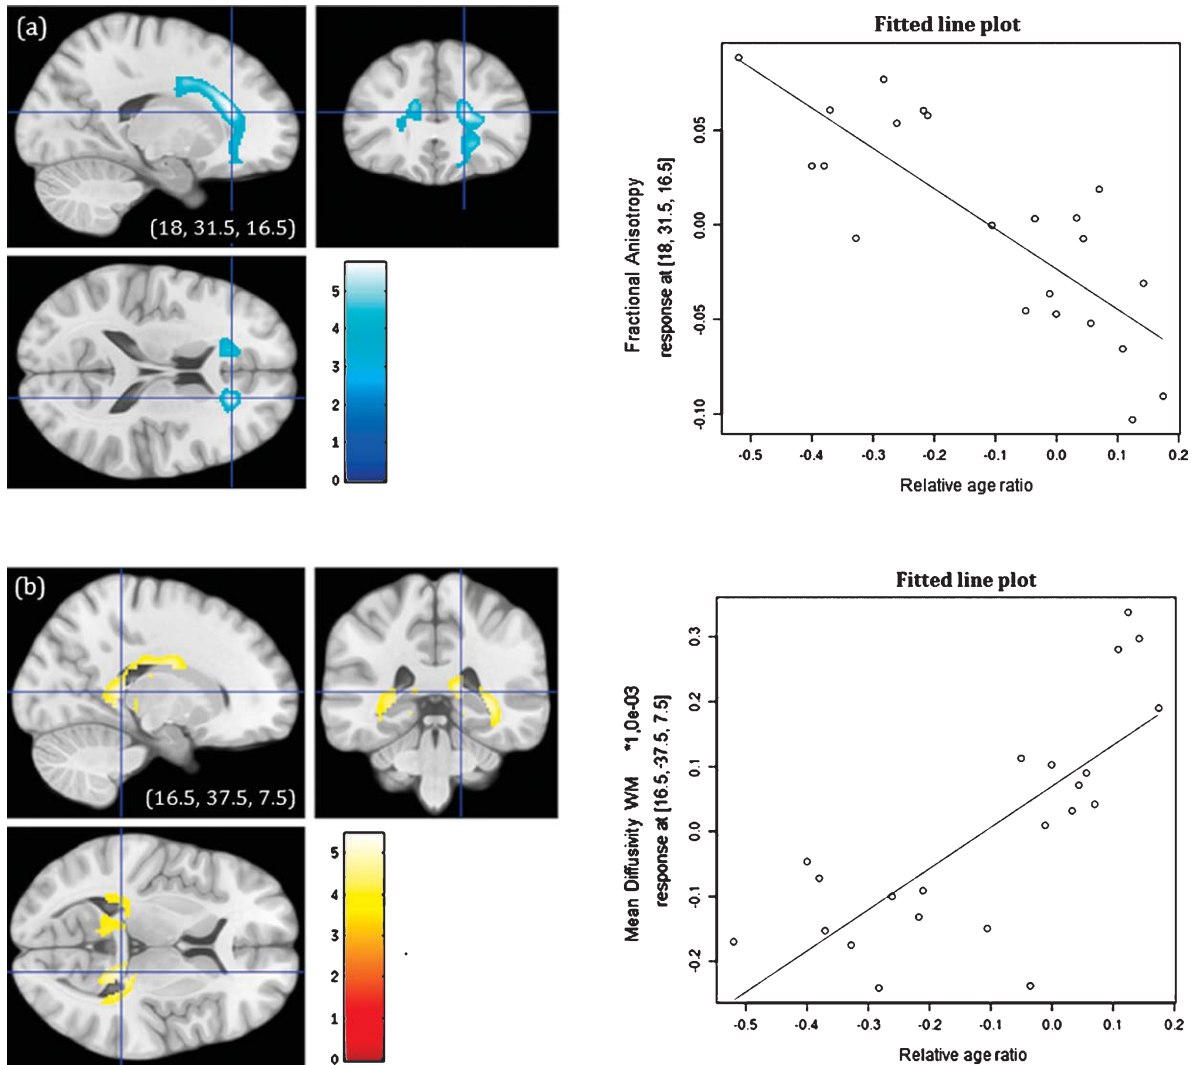 (a)
(18, 31.5, 16.5)
5
4
3
2
1
0
Fitted line plot
Fractional Anisotropy
response at [18, 31.5, 16.5]
0.05
0.00
-0.05
-0.10
-0.5 -0.4 -0.3 -0.2 -0.1 0.0 0.1 0.2
Relative age ratio
(b)
(16.5, 37.5, 7.5)
5
4
3
2
1
0
Fitted line plot
Mean Diffusivity WM *1,0e-03
response at [16.5,-37.5, 7.5]
0.3
0.2
0.1
0.0
-0.1
-0.2
-0.5 -0.4 -0.3 -0.2 -0.1 0.0 0.1 0.2
Relative age ratio